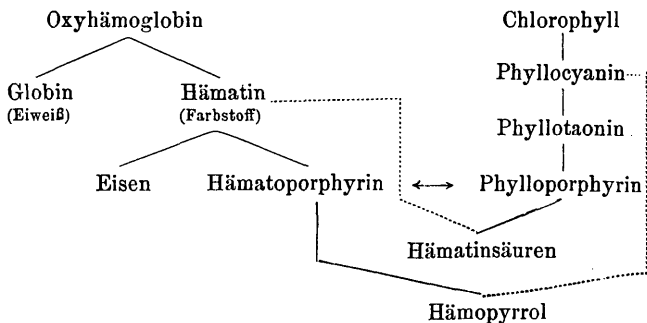 Oxyhämoglobin Chlorophyll
Globin Hämatin Phyllocyanin
(Eiweiß) (Farbstoff)
Phyllotaonin
Eisen Hämatoporphyrin ↔ Phylloporphyrin
Hämatinsäuren
Hämopyrrol